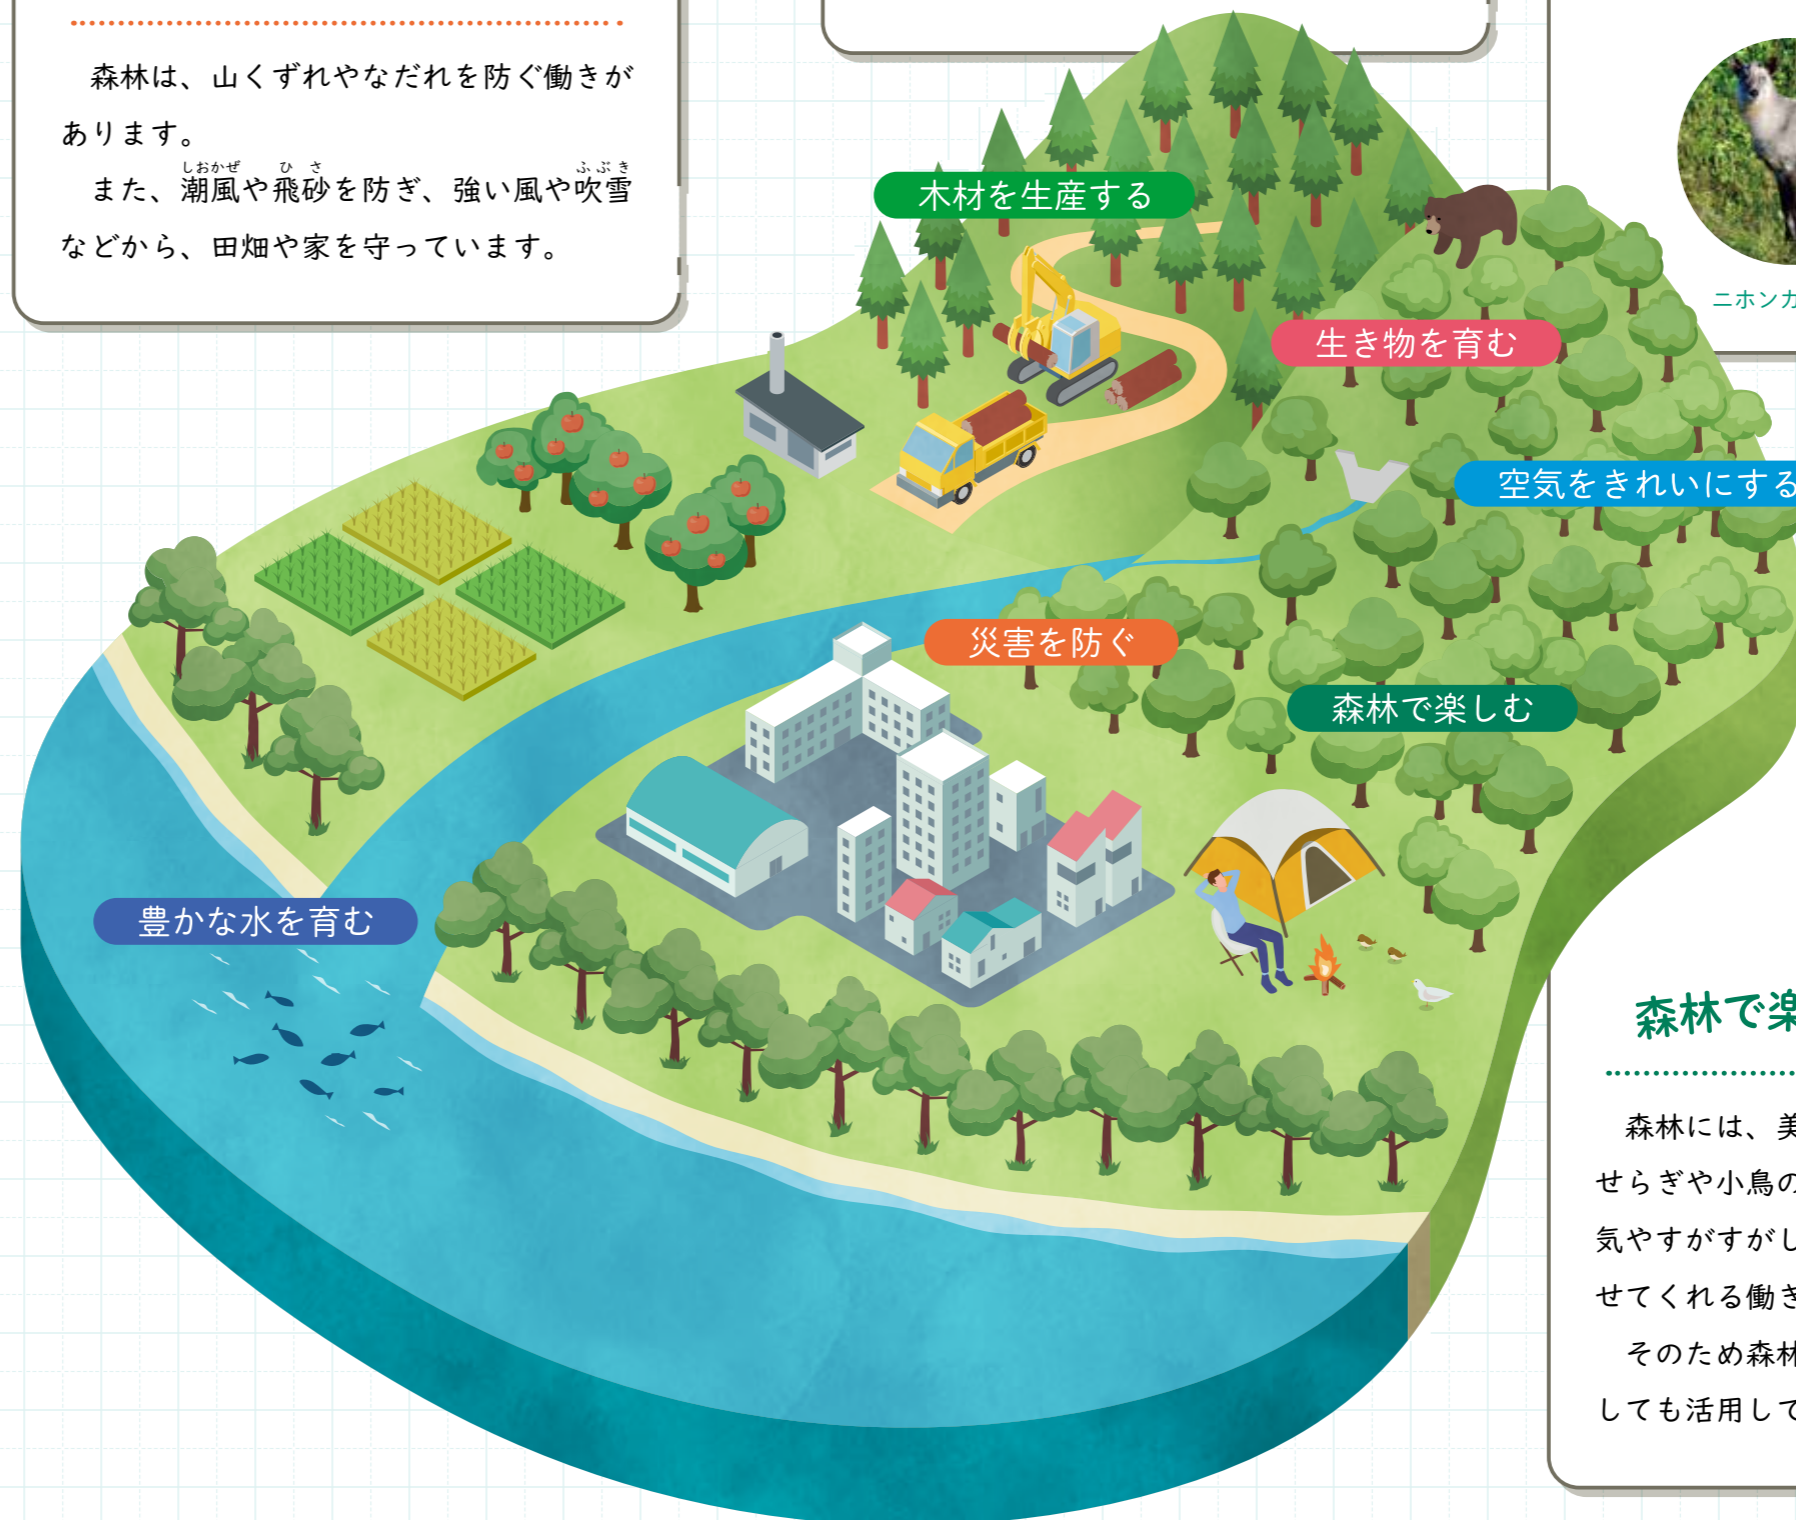 森林は、山くずれやなだれを防ぐ働きが
あります。
また、潮風や飛砂を防ぎ、強い風や吹雪
しおかぜ ひさ ふぶき
などから、田畑や家を守っています。
木材を生産する
生き物を育む
ニホンカ
空気をきれいにする
災害を防ぐ
森林で楽しむ
豊かな水を育む
森林で楽
森林には、美
せらぎや小鳥の
気やすがすがし
せてくれる働き
そのため森林
しても活用して